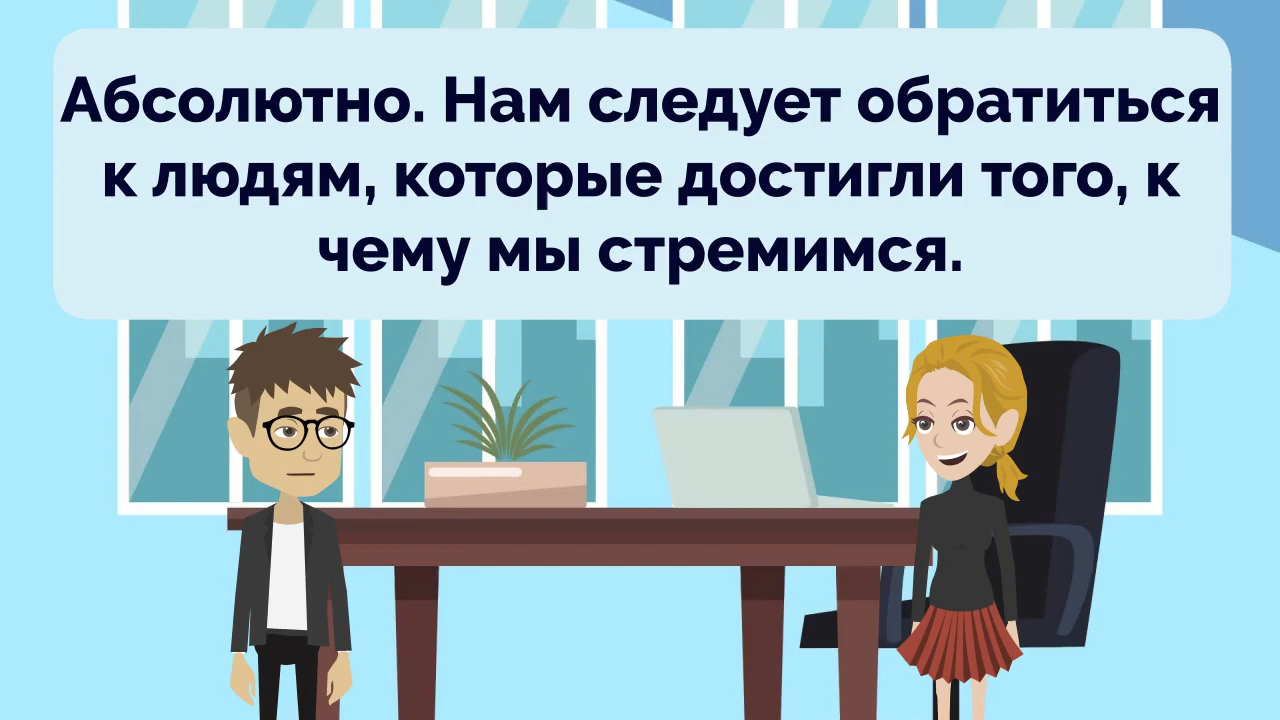 Абсолютно. Нам следует обратиться
к людям, которые достигли того, к
чему мы стремимся.